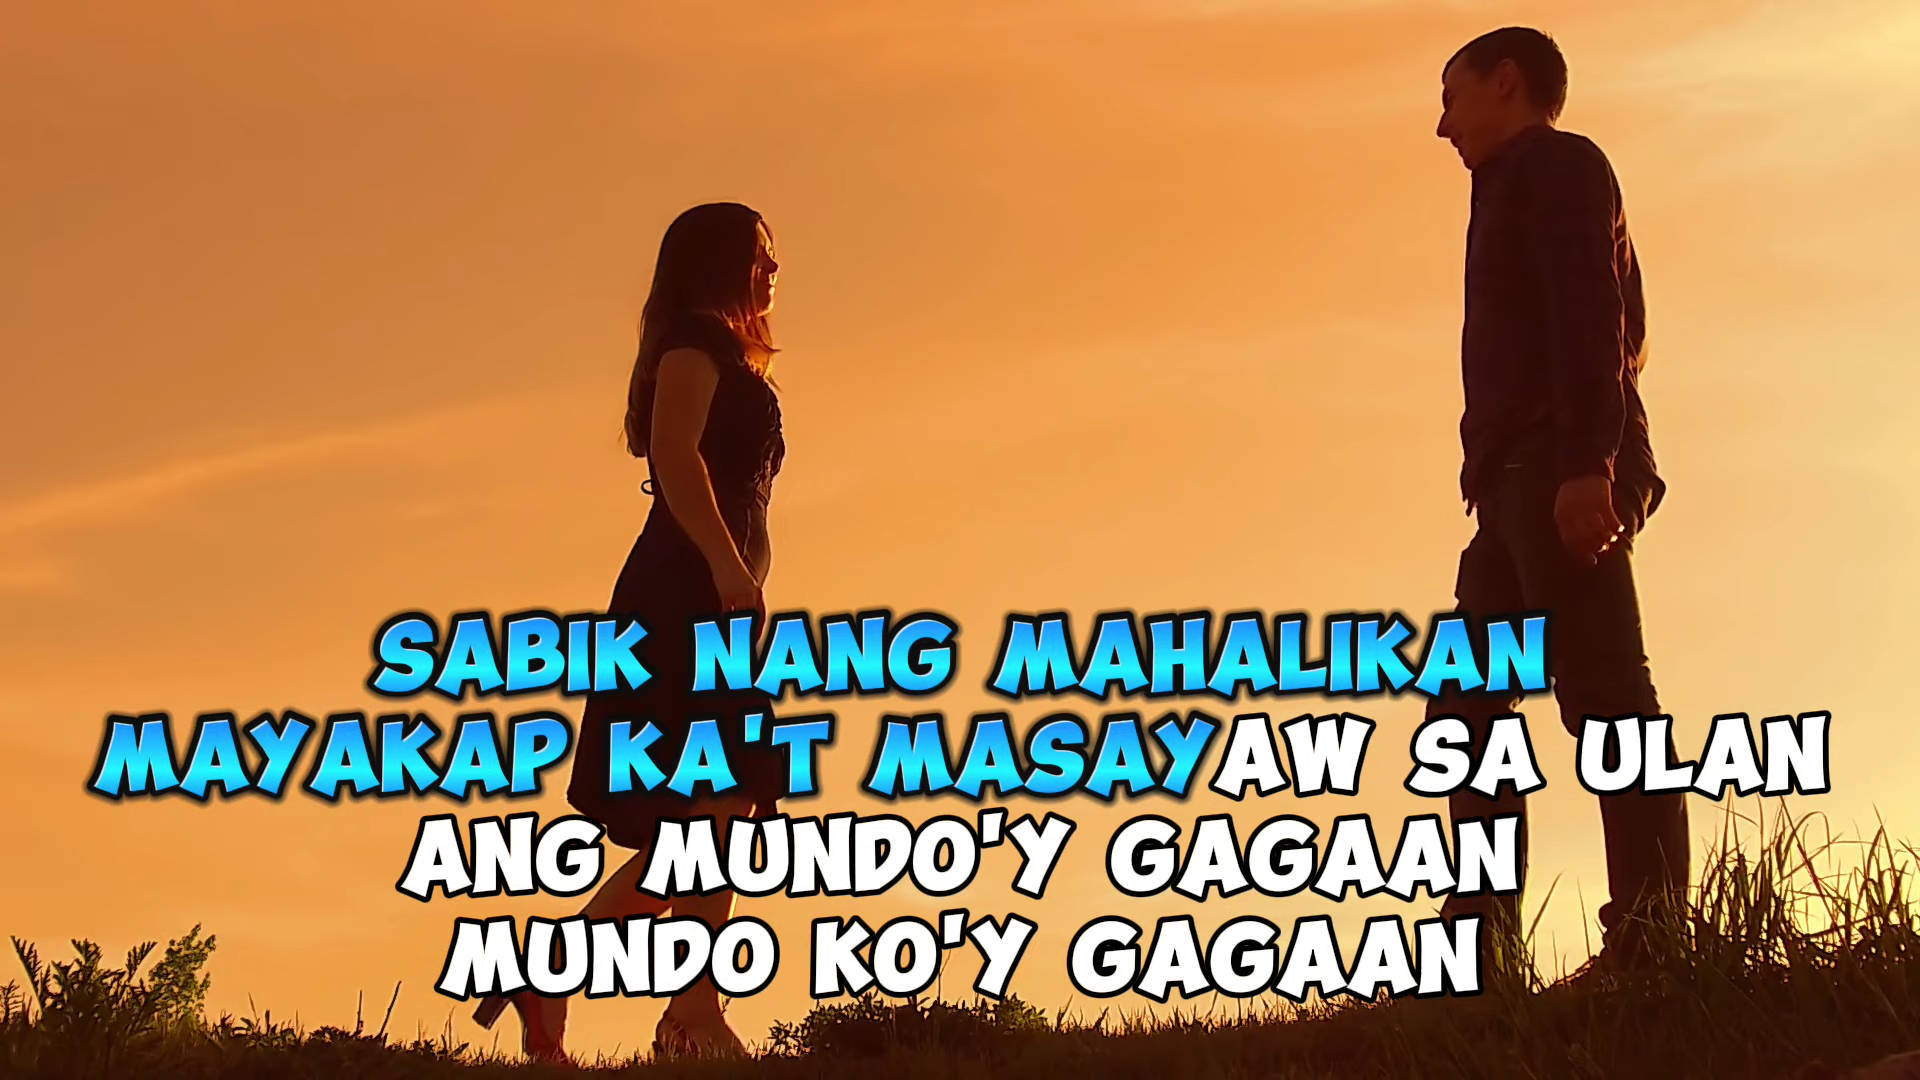 SABIK NANG MAHALIKAN
MAYAKAP KA'T MASAYAW SA ULAN
ANG MUNDO'Y GAGAAN
MUNDO KO'Y GAGAAN